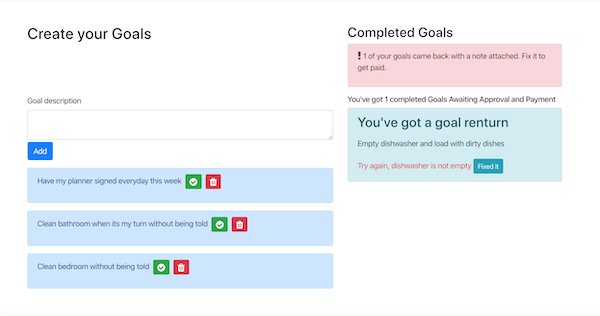 Create your Goals
Goal description
Add
Have my planner signed everyday this week
Clean bathroom when its my turn without being told
Clean bedroom without being told
Completed Goals
! 1 of your goals came back with a note attached. Fix it to
get paid.
You've got 1 completed Goals Awaiting Approval and Payment
You've got a goal renturn
Empty dishwasher and load with dirty dishes
Try again, dishwasher is not empty Fixed it